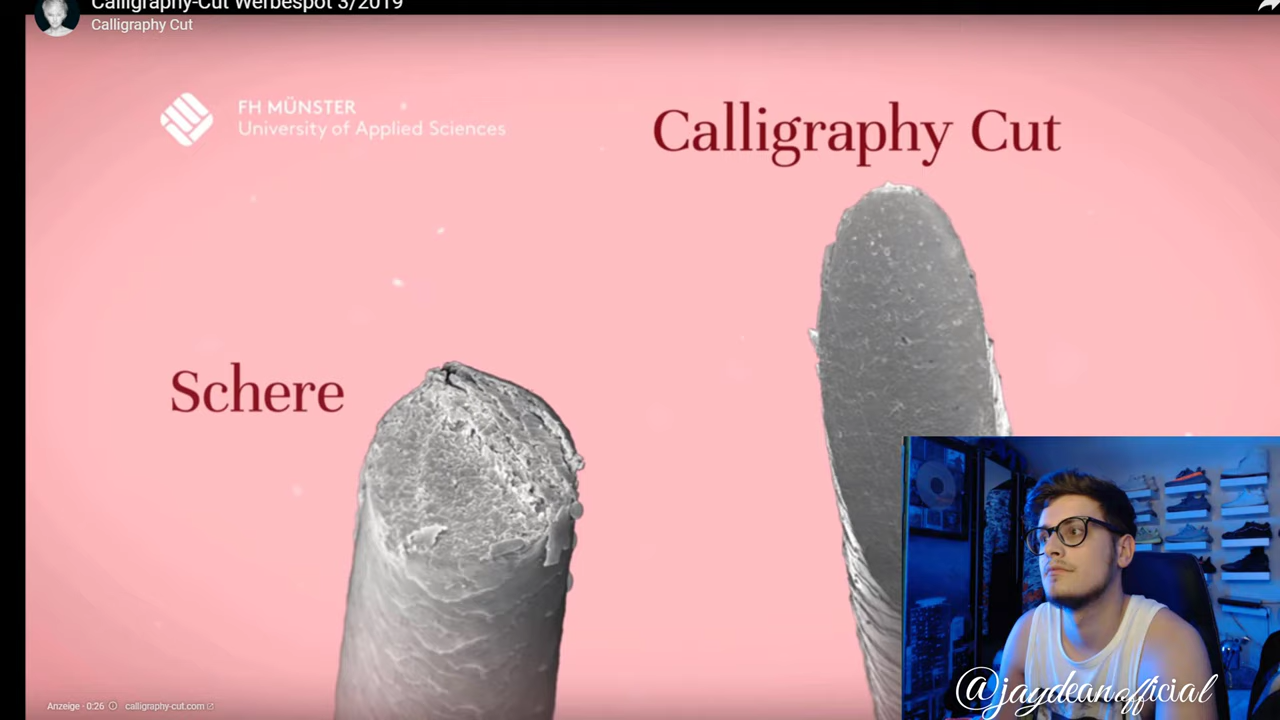 Calligraphy-Cut Werbespot 3/2019
Calligraphy Cut
FH MÜNSTER
University of Applied Sciences
Calligraphy Cut
Schere
Anzeige · 0:26
calligraphy-cut.com
@jaydeanofficial